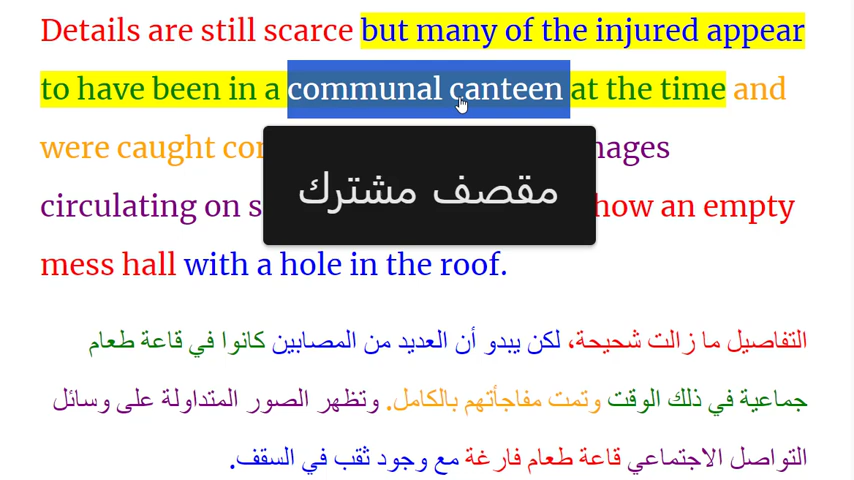 Details are still scarce but many of the injured appear
to have been in a communal canteen at the time and
were caught
مقصف مشترك
circulating on
how an empty
mess hall with a hole in the roof.
التفاصيل ما زالت شحيحة، لكن يبدو أن العديد من المصابين كانوا في قاعة طعام
جماعية في ذلك الوقت وتمت مفاجأتهم بالكامل. وتظهر الصور المتداولة على وسائل
التواصل الاجتماعي قاعة طعام فارغة مع وجود ثقب في السقف.